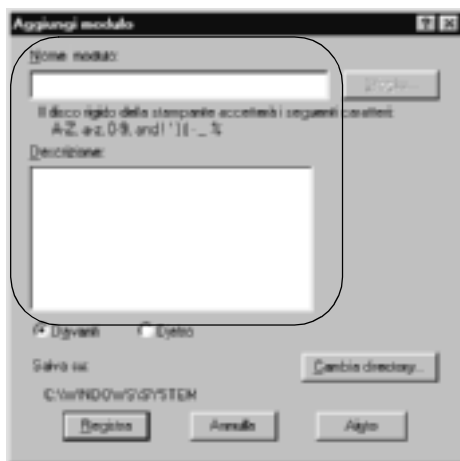 Aggiungi modulo
Nome modulo:
Il disco rigido della stampante accetterà i seguenti caratteri:
A-Z, a-z, 0-9, and ! ' ) ( - _ %
Descrizione:
Davanti Dietro
Salva su:
Cambia directory...
C:\WINDOWS\SYSTEM
Registra Annulla Aiuto